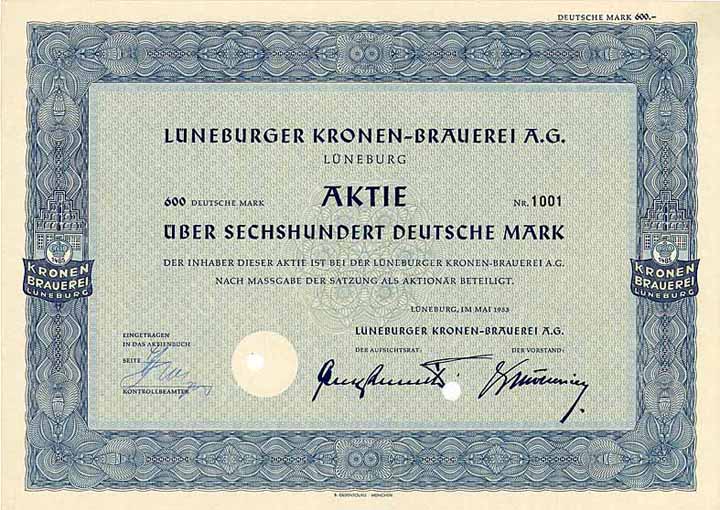 DEUTSCHE MARK 600.-
LÜNEBURGER KRONEN-BRAUEREI A.G.
LÜNEBURG
600 DEUTSCHE MARK AKTIE NR. 1001
ÜBER SECHSHUNDERT DEUTSCHE MARK
DER INHABER DIESER AKTIE IST BEI DER LÜNEBURGER KRONEN-BRAUEREI A.G.
NACH MASSGABE DER SATZUNG ALS AKTIONÄR BETEILIGT.
LÜNEBURG, IM MAI 1953
LÜNEBURGER KRONEN-BRAUEREI A.G.
DER AUFSICHTSRAT: DER VORSTAND:
EINGETRAGEN
IN DAS AKTIENBUCH
SEITE
KONTROLLBEAMTER
1485
KRONEN
BRAUEREI
LÜNEBURG
1485
KRONEN
BRAUEREI
LÜNEBURG
MÜNCHEN